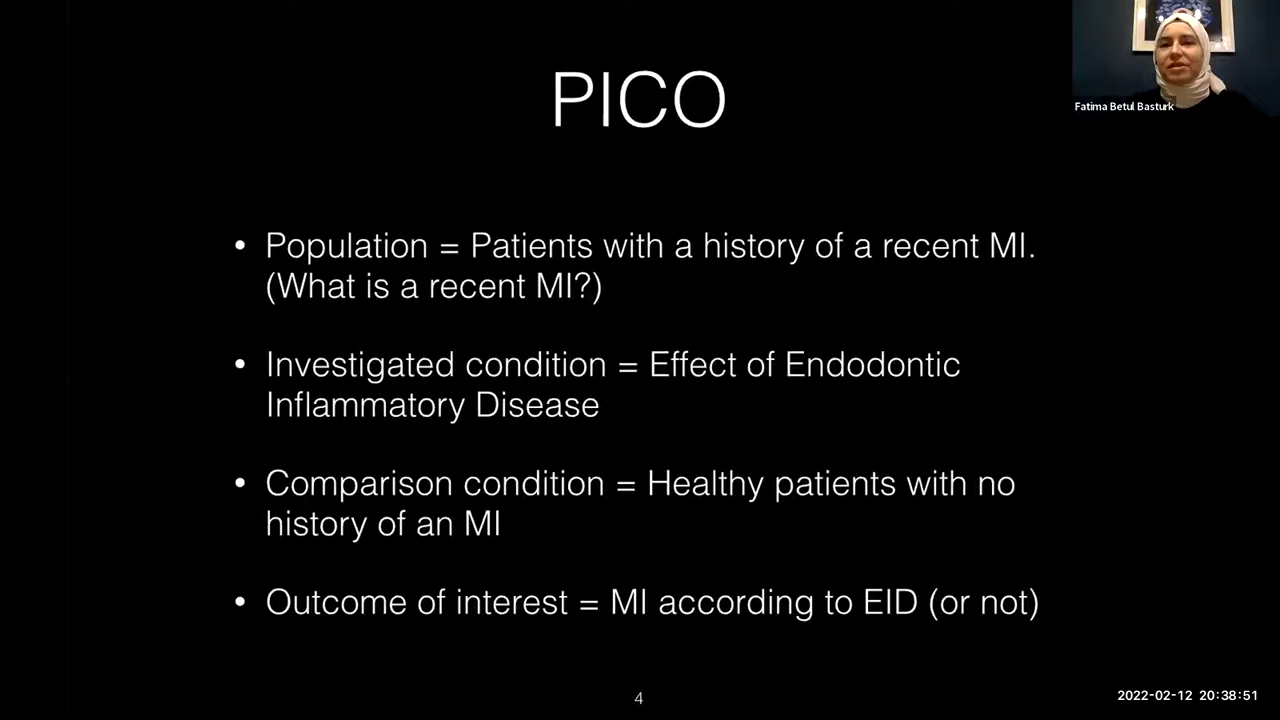 PICO
Fatima Betul Basturk
• Population = Patients with a history of a recent MI.
(What is a recent MI?)
• Investigated condition = Effect of Endodontic
Inflammatory Disease
• Comparison condition = Healthy patients with no
history of an MI
• Outcome of interest = MI according to EID (or not)
4
2022-02-12 20:38:51